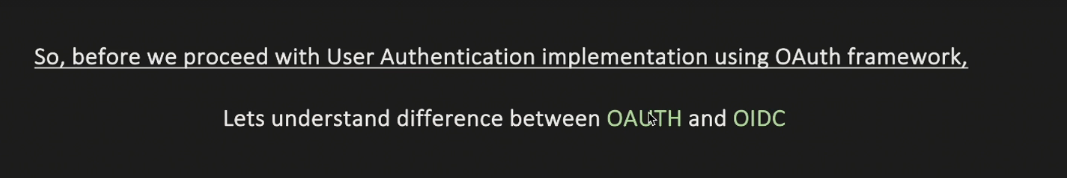 So, before we proceed with User Authentication implementation using OAuth framework,
Lets understand difference between OAUTH and OIDC